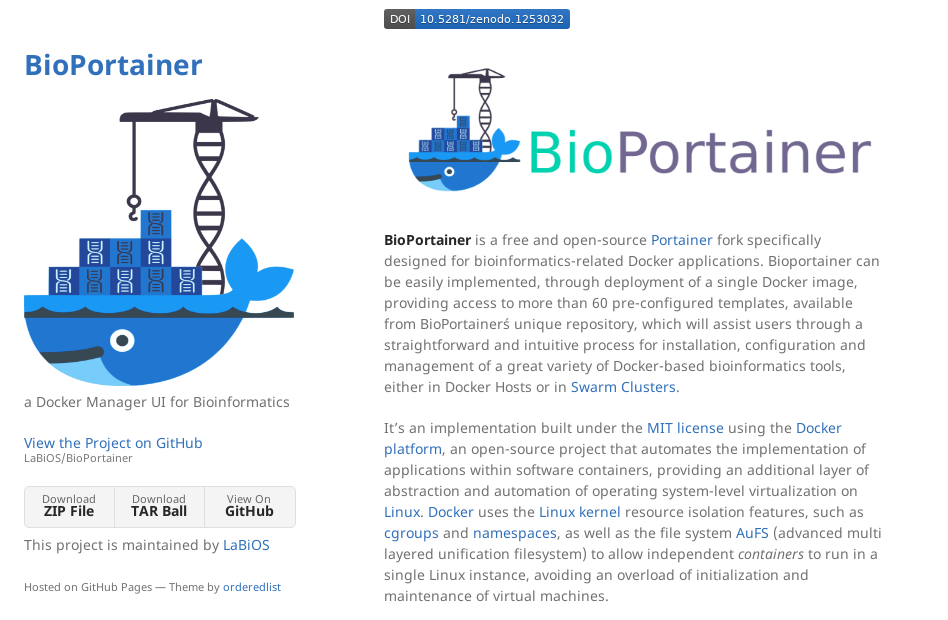 BioPortainer
a Docker Manager UI for Bioinformatics
View the Project on GitHub
LaBiOS/BioPortainer
Download
ZIP File
Download
TAR Ball
View On
GitHub
This project is maintained by LaBiOS
Hosted on GitHub Pages — Theme by orderedlist
DOI 10.5281/zenodo.1253032
BioPortainer
BioPortainer is a free and open-source Portainer fork specifically
designed for bioinformatics-related Docker applications. Bioportainer can
be easily implemented, through deployment of a single Docker image,
providing access to more than 60 pre-configured templates, available
from BioPortainerś unique repository, which will assist users through a
straightforward and intuitive process for installation, configuration and
management of a great variety of Docker-based bioinformatics tools,
either in Docker Hosts or in Swarm Clusters.
It’s an implementation built under the MIT license using the Docker
platform, an open-source project that automates the implementation of
applications within software containers, providing an additional layer of
abstraction and automation of operating system-level virtualization on
Linux. Docker uses the Linux kernel resource isolation features, such as
cgroups and namespaces, as well as the file system AuFS (advanced multi
layered unification filesystem) to allow independent containers to run in a
single Linux instance, avoiding an overload of initialization and
maintenance of virtual machines.